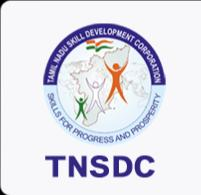 TAMIL NADU SKILL DEVELOPMENT CORPORATION
SKILLS FOR PROGRESS AND PROSPERITY
TNSDC